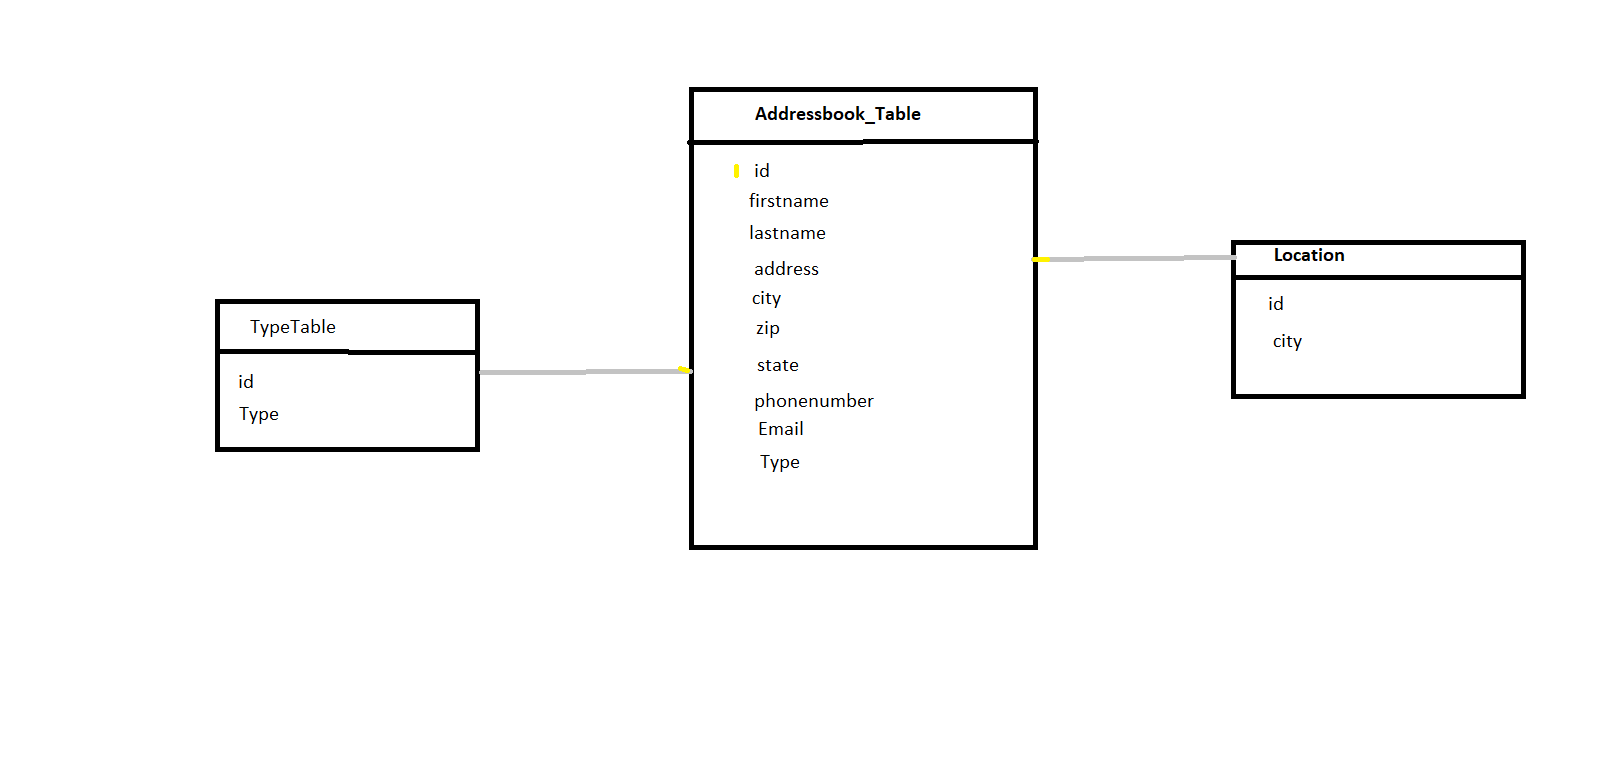 Addressbook_Table
id
firstname
lastname
address
city
zip
state
phonenumber
Email
Type
TypeTable
id
Type
Location
id
city